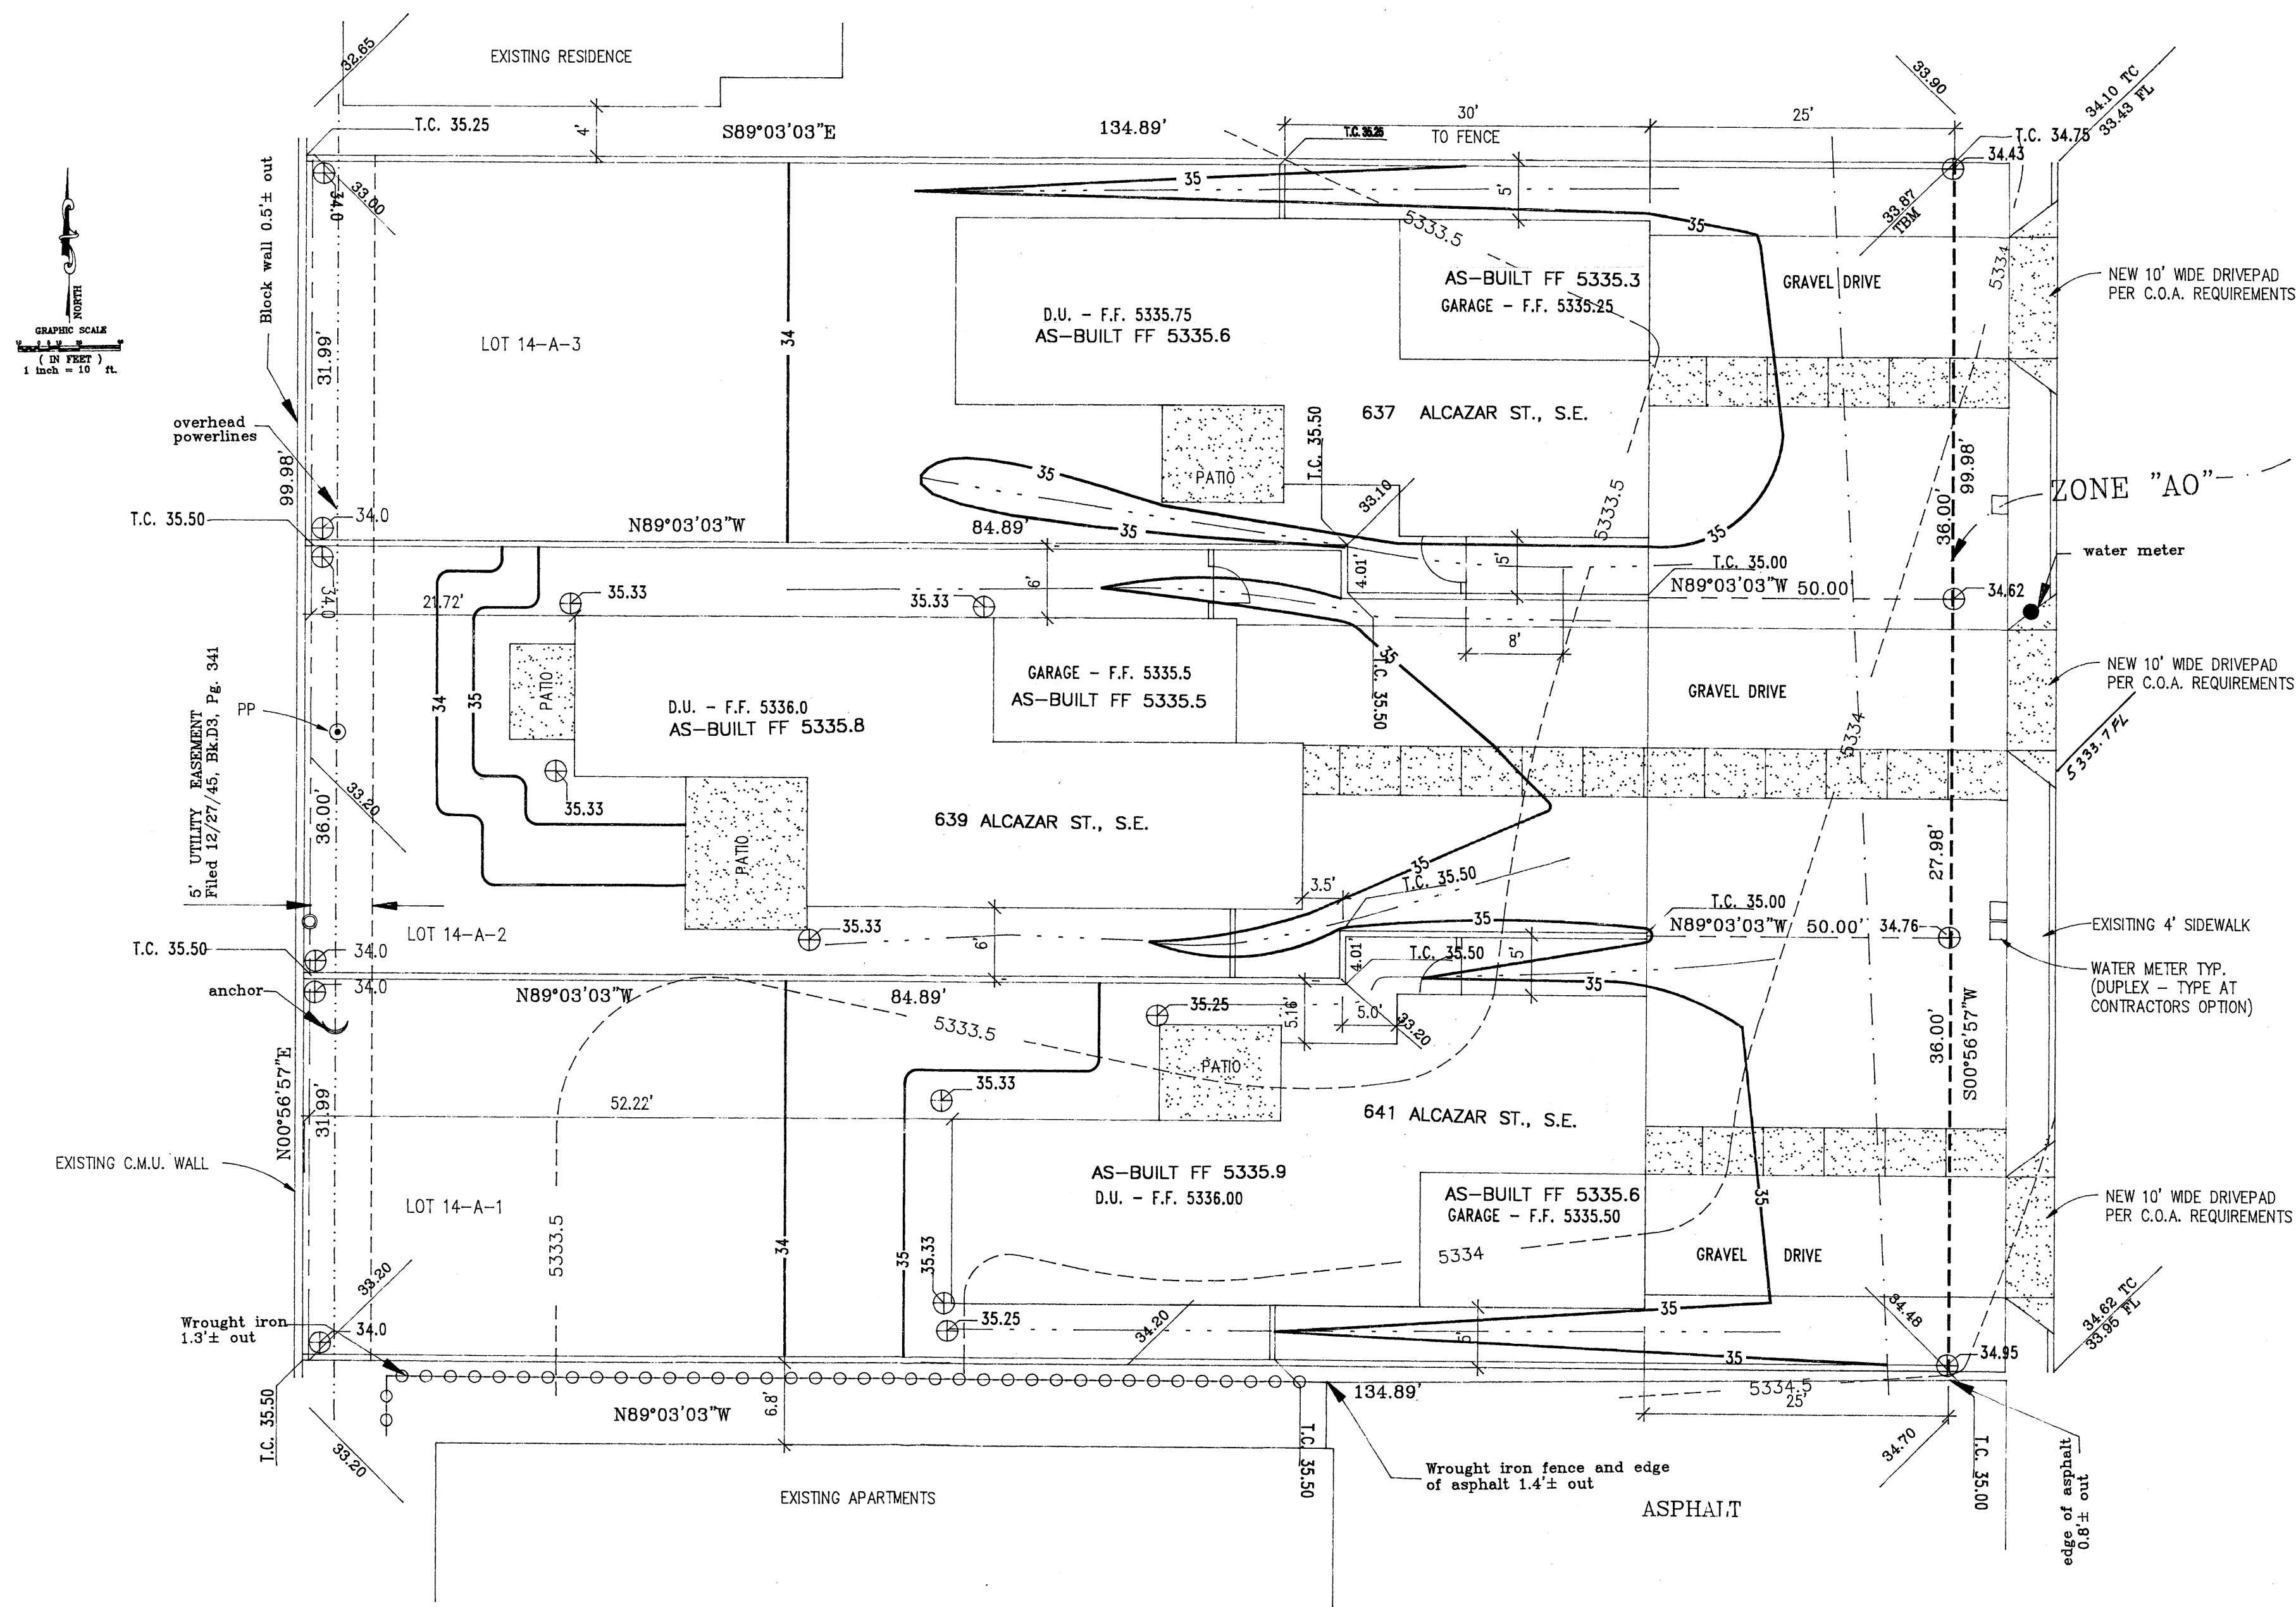 EXISTING RESIDENCE
32.65
T.C. 35.25
4'
S89°03'03"E
134.89'
T.C. 35.25
30'
TO FENCE
25'
33.90
34.10 TC
33.43 FL
T.C. 34.75
34.43
33.87
TBM
NORTH
GRAPHIC SCALE
( IN FEET )
1 inch = 10 ft.
Block wall 0.5'± out
34.0
33.00
35
5'
5333.5
35
5334
31.99'
LOT 14-A-3
34
D.U. - F.F. 5335.75
AS-BUILT FF 5335.6
AS-BUILT FF 5335.3
GARAGE - F.F. 5335.25
GRAVEL DRIVE
NEW 10' WIDE DRIVEPAD
PER C.O.A. REQUIREMENTS
overhead
powerlines
99.98'
T.C. 35.50
637 ALCAZAR ST., S.E.
PATIO
33.10
5333.5
99.98'
36.00'
ZONE "AO"
T.C. 35.50
34.0
N89°03'03"W
84.89'
35
35
35
T.C. 35.00
N89°03'03"W 50.00'
34.62
water meter
34.0
21.72'
35.33
35.33
6'
4.01'
5'
8'
5' UTILITY EASEMENT
Filed 12/27/45, Bk.D3, Pg. 341
PP
34
35
PATIO
D.U. - F.F. 5336.0
AS-BUILT FF 5335.8
GARAGE - F.F. 5335.5
AS-BUILT FF 5335.5
35
T.C. 35.50
GRAVEL DRIVE
5334
NEW 10' WIDE DRIVEPAD
PER C.O.A. REQUIREMENTS
5333.7 FL
33.20
36.00'
35.33
639 ALCAZAR ST., S.E.
PATIO
35
T.C. 35.50
3.5'
27.98'
T.C. 35.00
N89°03'03"W 50.00'
34.76
EXISITING 4' SIDEWALK
LOT 14-A-2
35.33
6'
35
T.C. 35.50
4.01'
5'
T.C. 35.50
34.0
WATER METER TYP.
(DUPLEX - TYPE AT
CONTRACTORS OPTION)
anchor
34.0
N89°03'03"W
84.89'
5333.5
35.25
5.16'
5.0'
33.20
35
36.00'
S00°56'57"W
N00°56'57"E
31.99'
52.22'
35.33
PATIO
641 ALCAZAR ST., S.E.
EXISTING C.M.U. WALL
LOT 14-A-1
5333.5
34
35
35.33
AS-BUILT FF 5335.9
D.U. - F.F. 5336.00
AS-BUILT FF 5335.6
GARAGE - F.F. 5335.50
35
5334
GRAVEL DRIVE
NEW 10' WIDE DRIVEPAD
PER C.O.A. REQUIREMENTS
33.20
Wrought iron
1.3'± out
34.0
35.25
34.20
35
5'
35
34.48
34.95
34.62 TC
33.95 FL
T.C. 35.50
33.20
N89°03'03"W
6.8'
134.89'
5334.5
25'
T.C. 35.50
34.70
T.C. 35.00
edge of asphalt
0.8'± out
Wrought iron fence and edge
of asphalt 1.4'± out
EXISTING APARTMENTS
ASPHALT